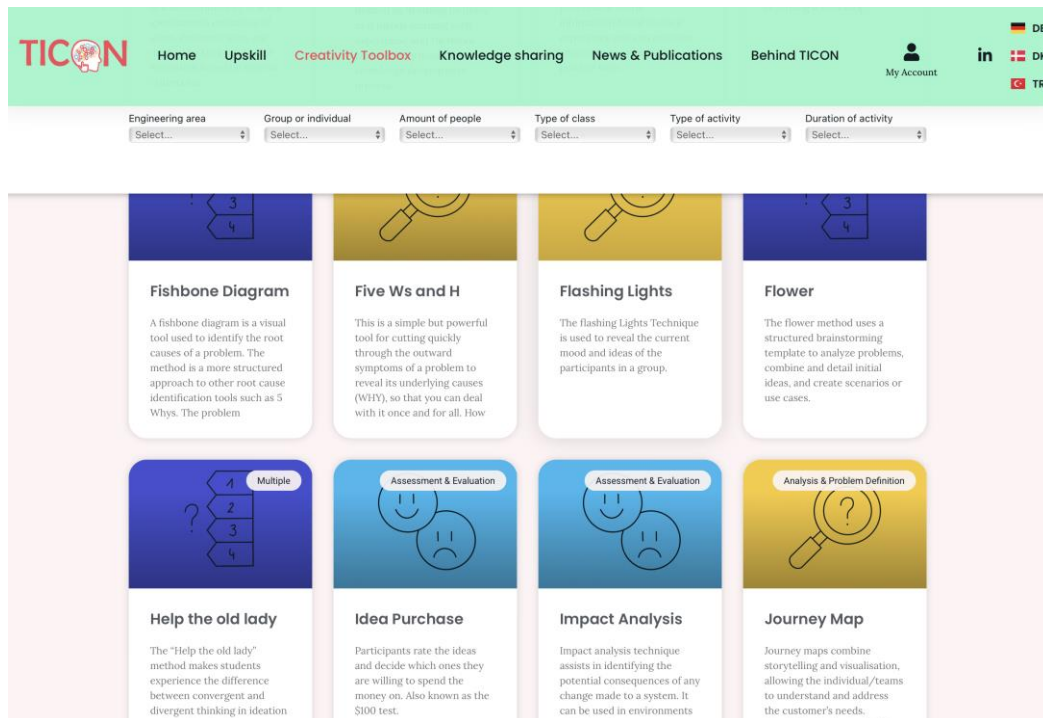 TICON
Home
Upskill
Creativity Toolbox
Knowledge sharing
News & Publications
Behind TICON
My Account
in
DE
DK
TR
Engineering area
Group or individual
Amount of people
Type of class
Type of activity
Duration of activity
Select...
Select...
Select...
Select...
Select...
Select...
3
4
3
4
Fishbone Diagram
A fishbone diagram is a visual
tool used to identify the root
causes of a problem. The
method is a more structured
approach to other root cause
identification tools such as 5
Whys. The problem
Five Ws and H
This is a simple but powerful
tool for cutting quickly
through the outward
symptoms of a problem to
reveal its underlying causes
(WHY), so that you can deal
with it once and for all. How
Flashing Lights
The flashing Lights Technique
is used to reveal the current
mood and ideas of the
participants in a group.
Flower
The flower method uses a
structured brainstorming
template to analyze problems,
combine and detail initial
ideas, and create scenarios or
use cases.
Multiple
?
1
2
3
4
Help the old lady
The “Help the old lady”
method makes students
experience the difference
between convergent and
divergent thinking in ideation
Assessment & Evaluation
Idea Purchase
Participants rate the ideas
and decide which ones they
are willing to spend the
money on. Also known as the
$100 test.
Assessment & Evaluation
Impact Analysis
Impact analysis technique
assists in identifying the
potential consequences of any
change made to a system. It
can be used in environments
Analysis & Problem Definition
?
Journey Map
Journey maps combine
storytelling and visualisation,
allowing the individual/teams
to understand and address
the customer's needs.